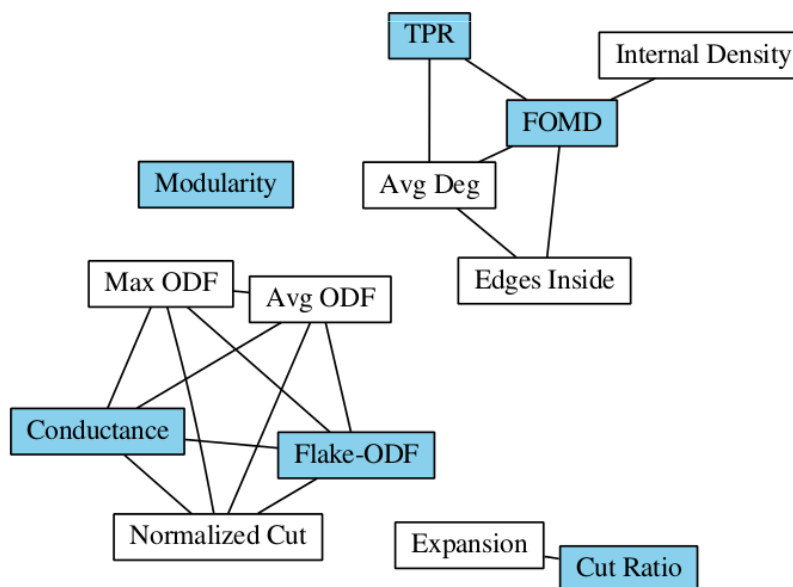 TPR
Internal Density
FOMD
Modularity
Avg Deg
Max ODF
Avg ODF
Edges Inside
Conductance
Flake-ODF
Normalized Cut
Expansion
Cut Ratio